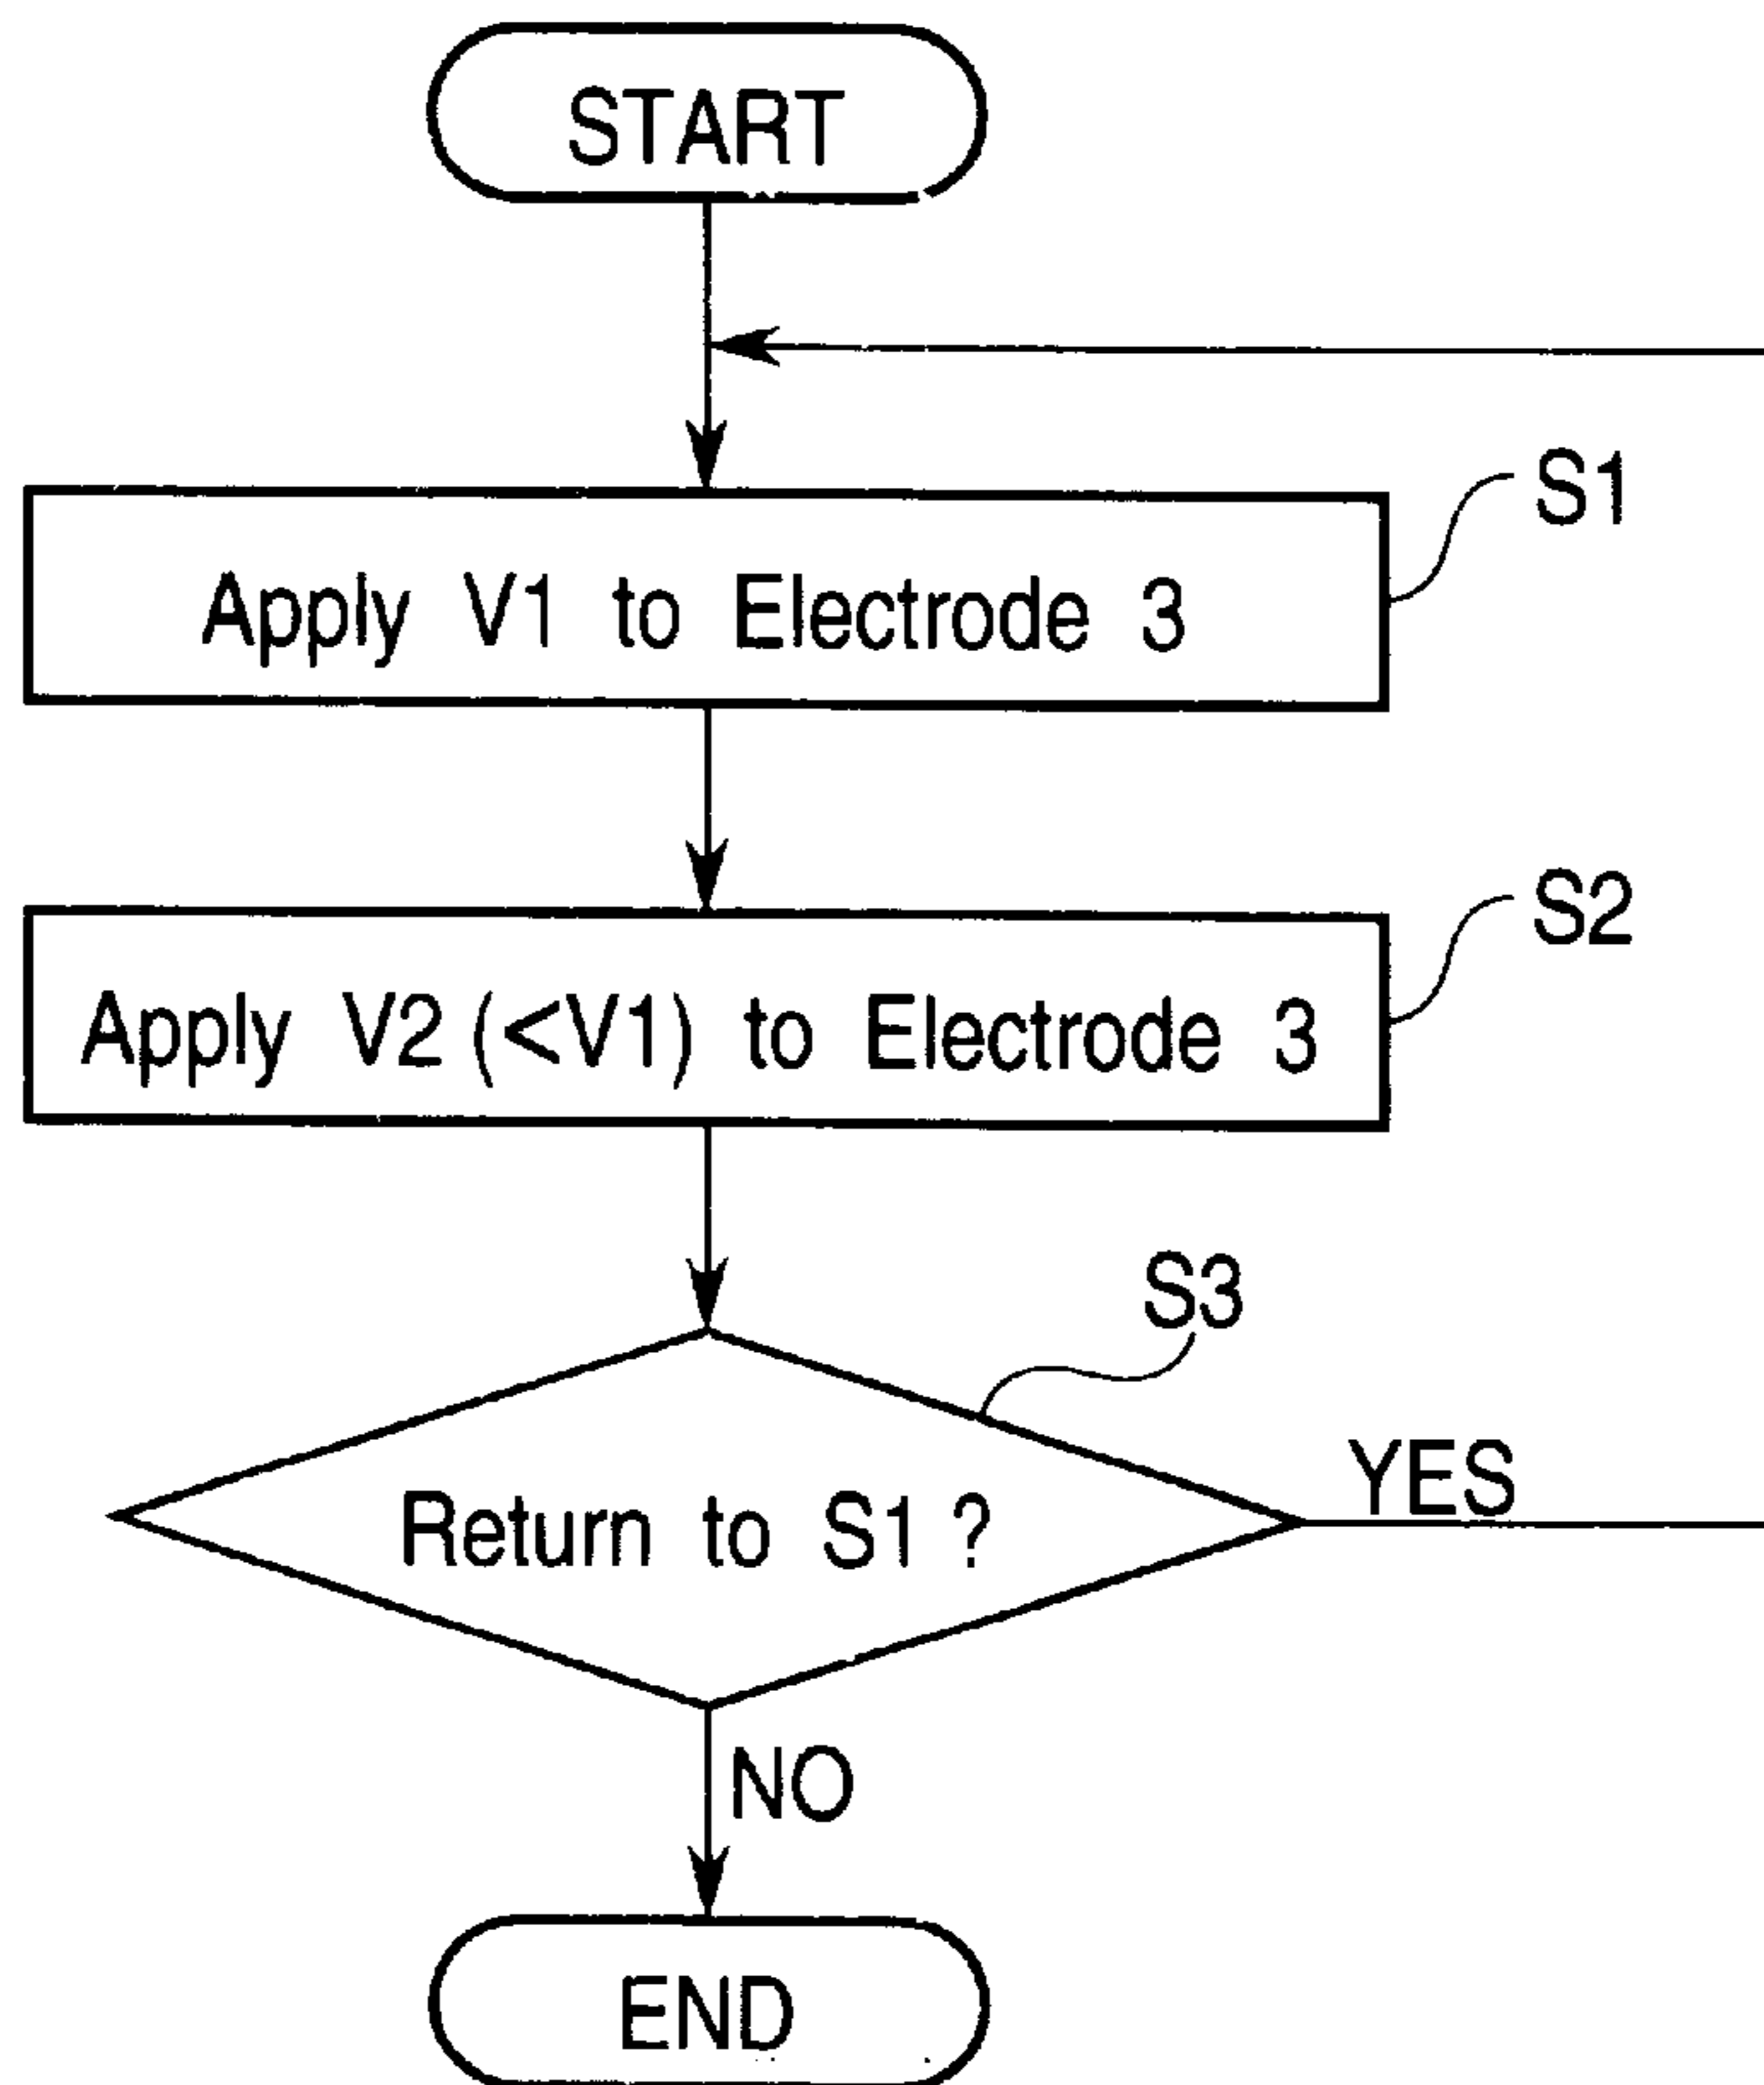 START
S1
Apply V1 to Electrode 3
S2
Apply V2 (<V1) to Electrode 3
S3
Return to S1 ?
YES
NO
END